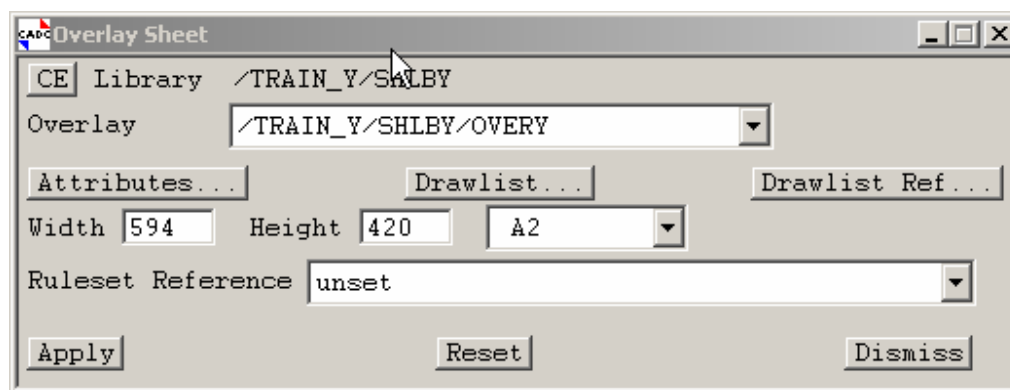 CADC Overlay Sheet
CE Library /TRAIN_Y/SHLBY
Overlay /TRAIN_Y/SHLBY/OVERY
Attributes... Drawlist... Drawlist Ref...
Width 594 Height 420 A2
Ruleset Reference unset
Apply Reset Dismiss